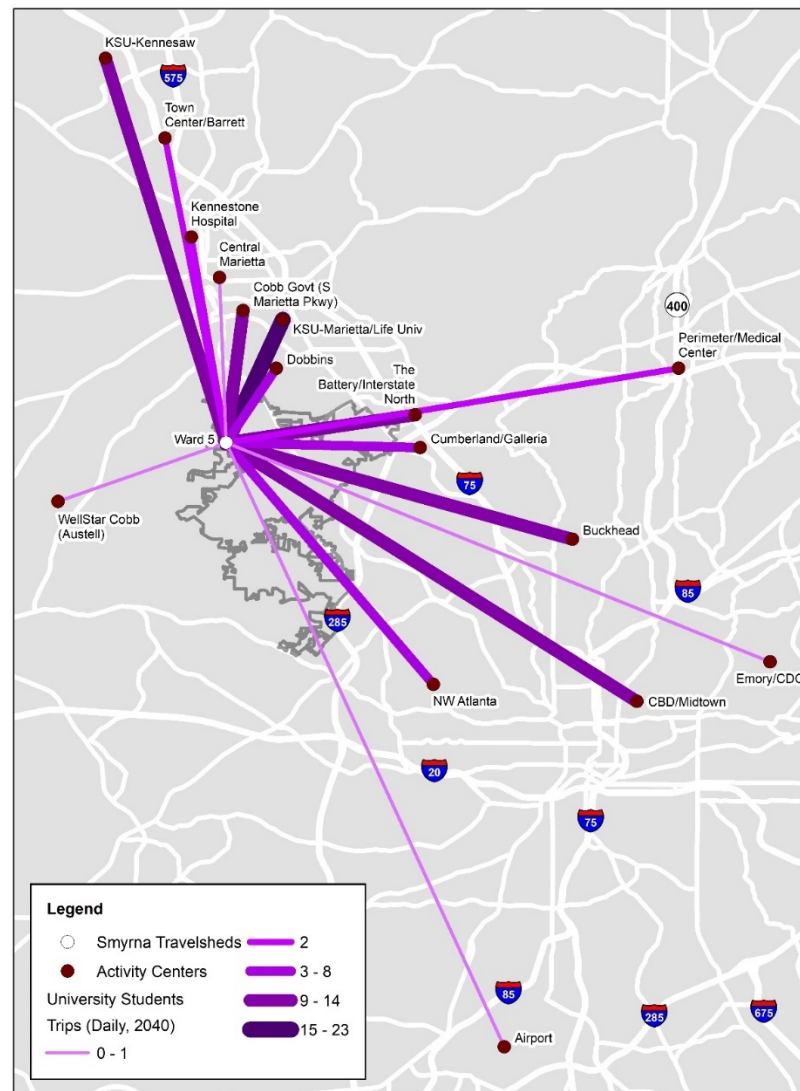 KSU-Kennesaw
575
Town
Center/Barrett
Kennestone
Hospital
Central
Marietta
Cobb Govt (S
Marietta Pkwy)
400
KSU-Marietta/Life Univ
Perimeter/Medical
Center
Dobbins
The
Battery/Interstate
North
Ward 5
Cumberland/Galleria
75
WellStar Cobb
(Austell)
Buckhead
85
285
Emory/CDC
NW Atlanta
CBD/Midtown
20
75
Legend
Smyrna Travelsheds
Activity Centers
University Students
Trips (Daily, 2040)
0 - 1
2
3 - 8
9 - 14
15 - 23
85
285
675
Airport